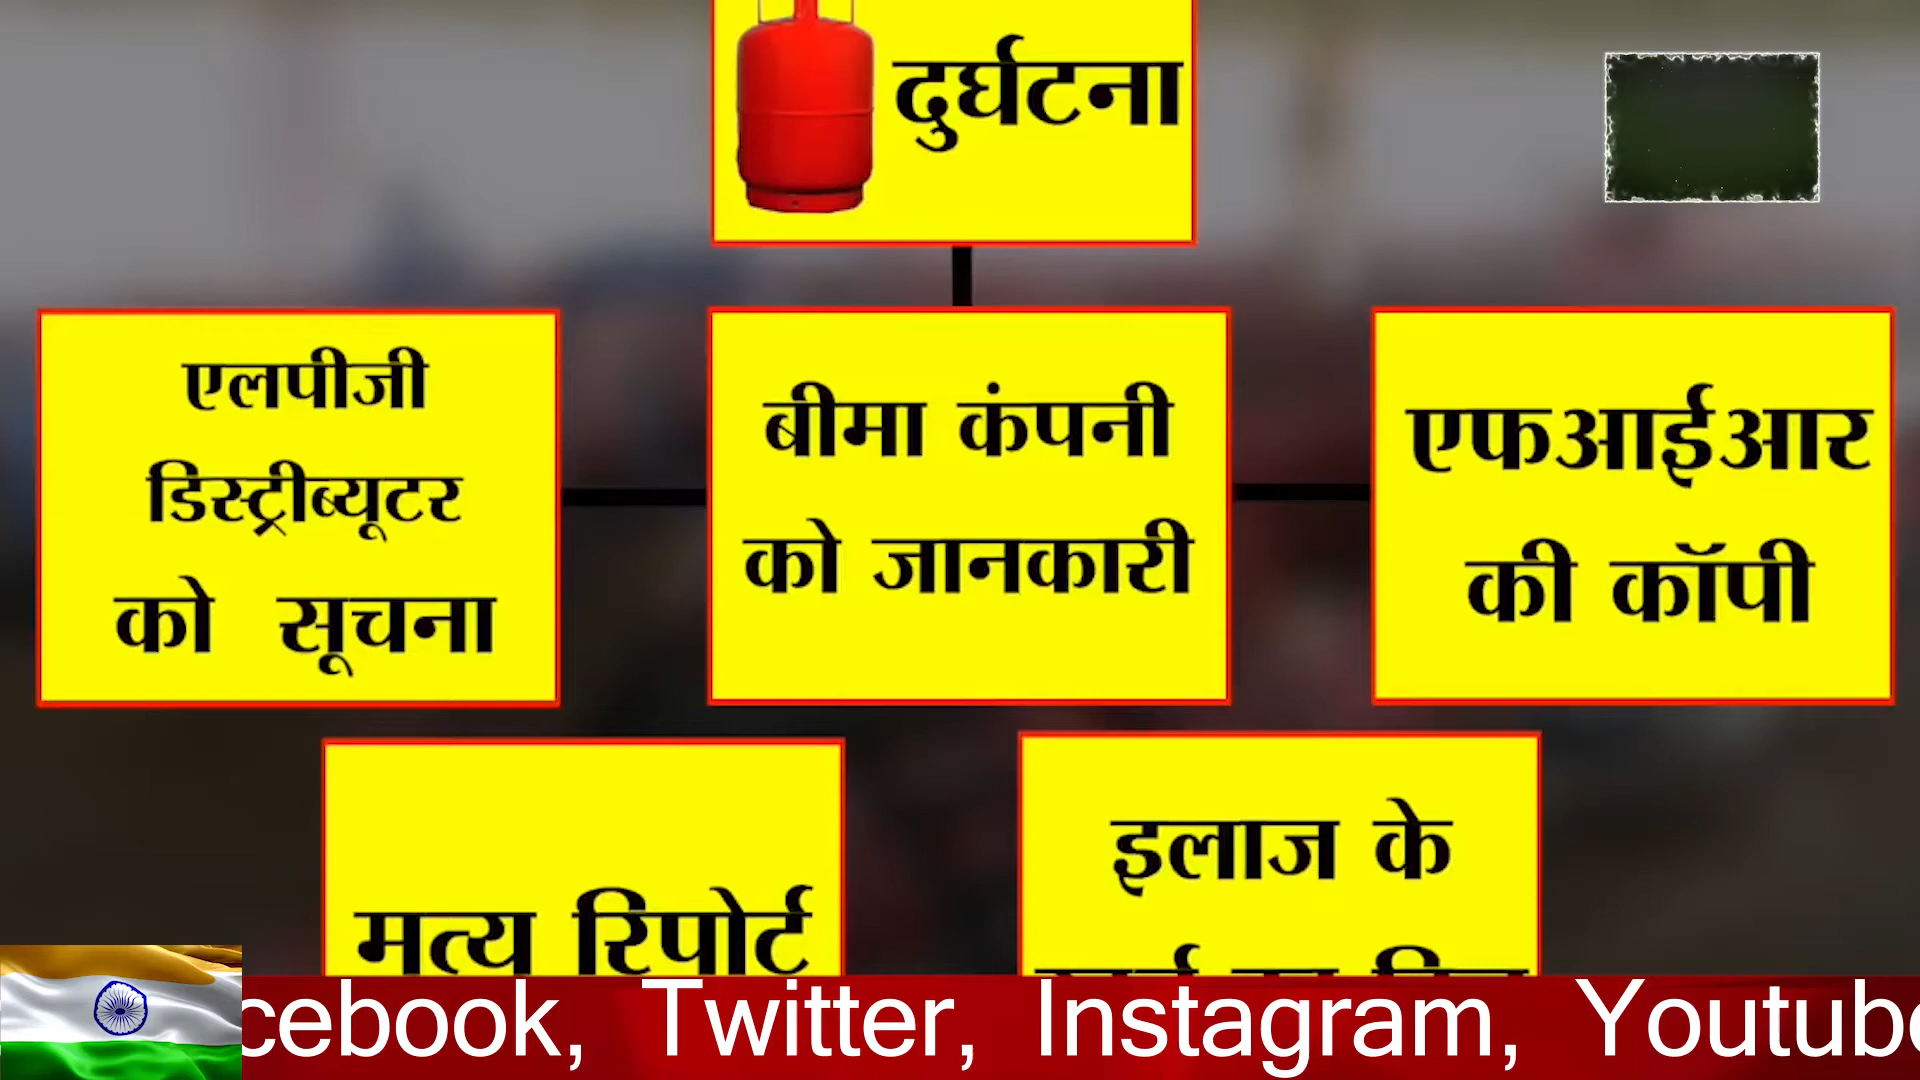 दुर्घटना
एलपीजी
डिस्ट्रीब्यूटर
को सूचना
बीमा कंपनी
को जानकारी
एफआईआर
की कॉपी
रिपोर्ट
इलाज के
cebook, Twitter, Instagram, Youtube